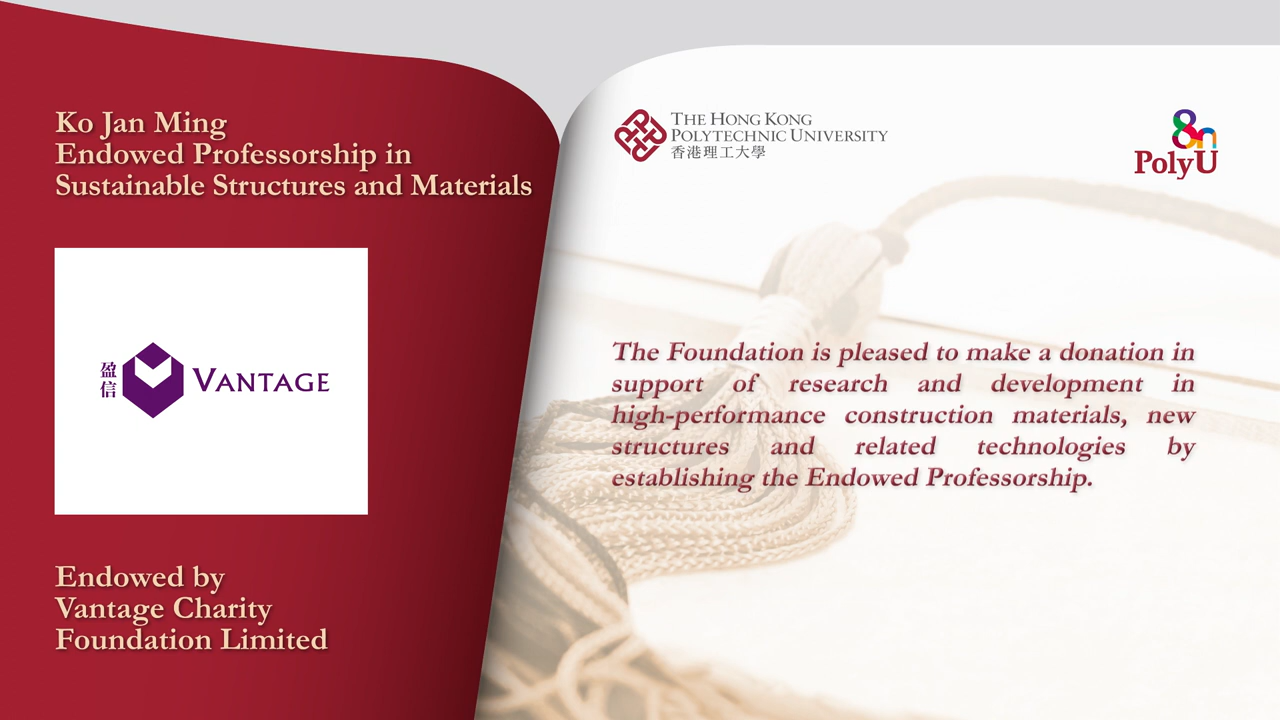 Ko Jan Ming
Endowed Professorship in
Sustainable Structures and Materials
盈信
VANTAGE
Endowed by
Vantage Charity
Foundation Limited
THE HONG KONG
POLYTECHNIC UNIVERSITY
香港理工大學
80
PolyU
The Foundation is pleased to make a donation in
support of research and development in
high-performance construction materials, new
structures and related technologies by
establishing the Endowed Professorship.